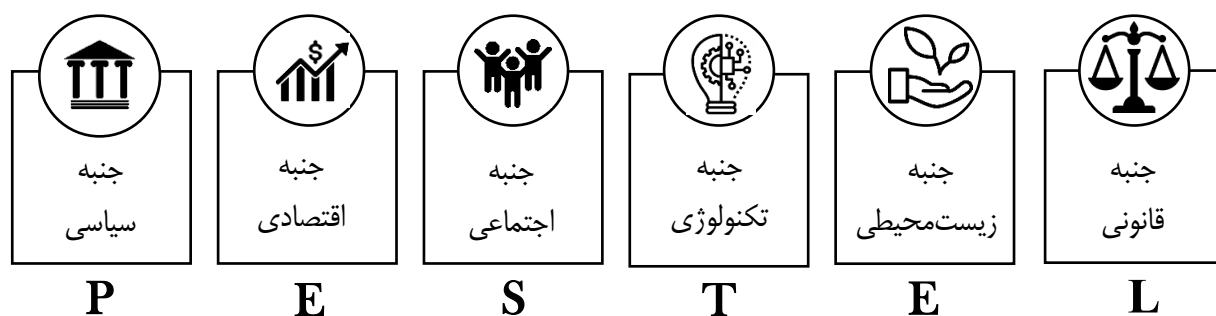 جنبه
سیاسی
P
جنبه
اقتصادی
E
جنبه
اجتماعی
S
جنبه
تکنولوژی
T
جنبه
زیست‌محیطی
E
جنبه
قانونی
L